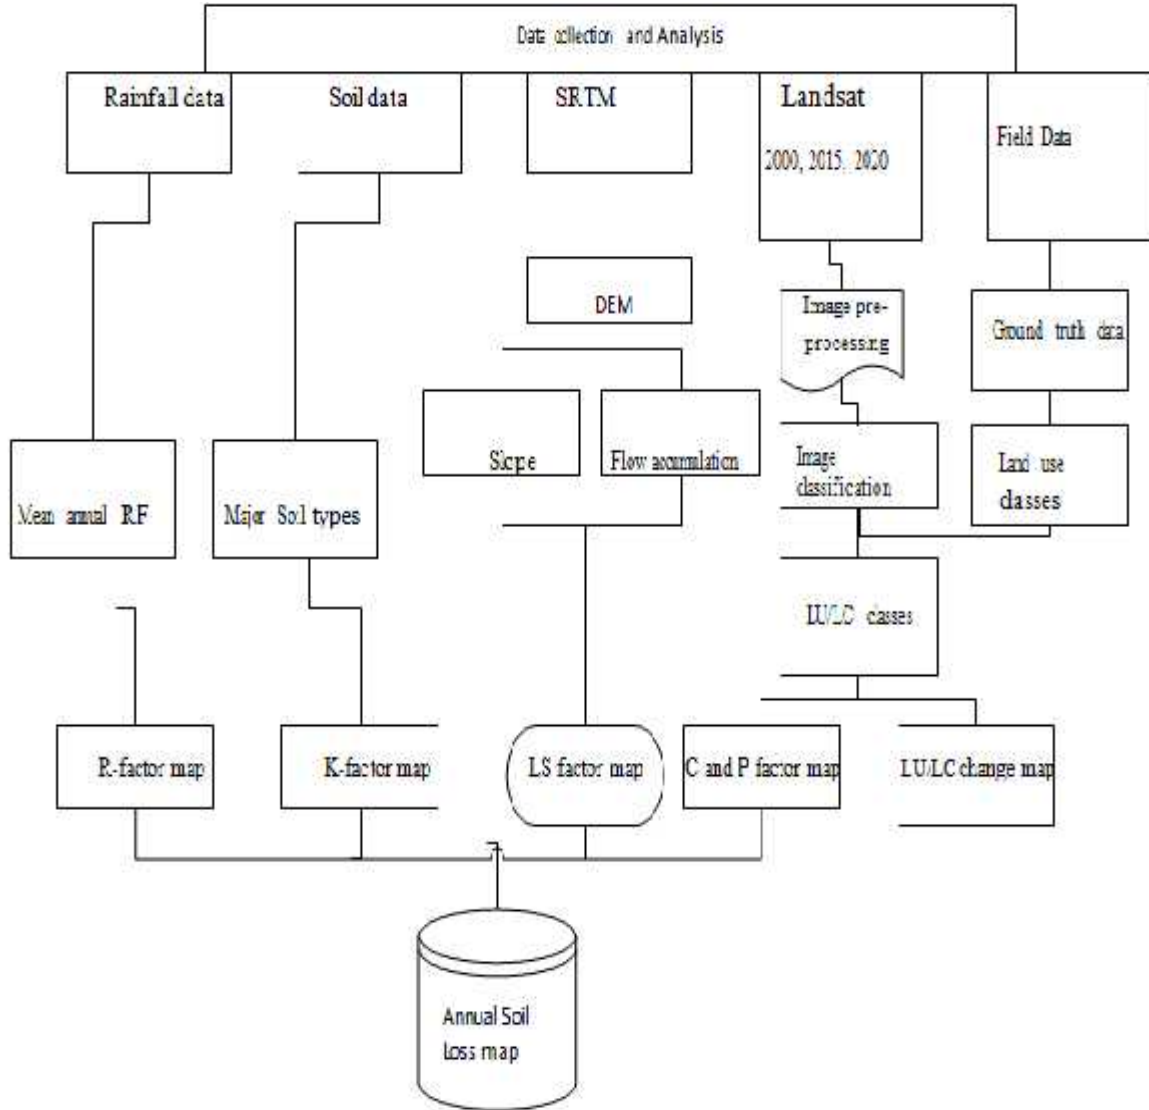 Data collection and Analysis
Rainfall data
Soil data
SRTM
Landsat
2000, 2015. 2020
Field Data
DEM
Image pre-
processing
Ground truth data
Slope
Flow accumulation
Image
classification
Land use
classes
Mean annual RF
Major Soil types
LU/LC classes
R-factor map
K-factor map
LS factor map
C and P factor map
LU/LC change map
Annual Soil
Loss map